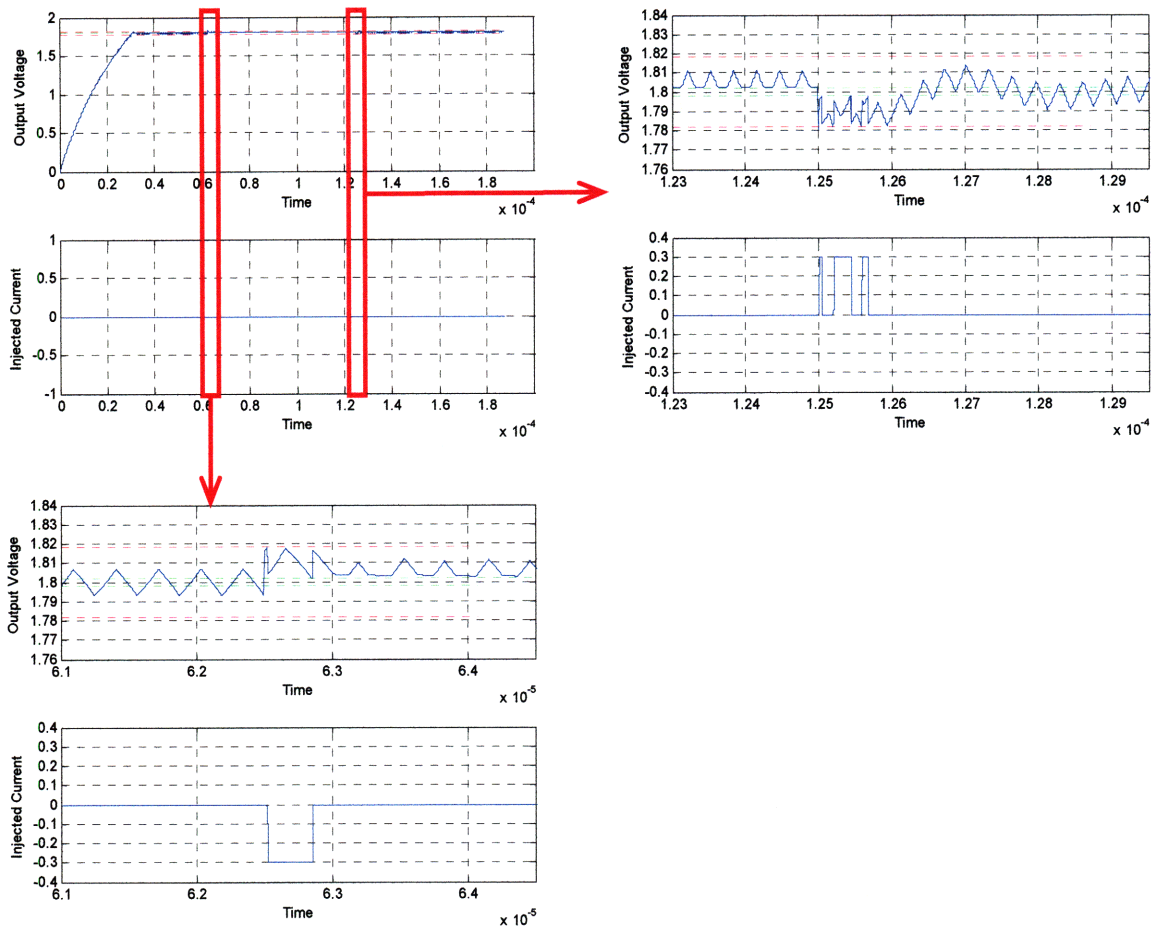 2
1.5
1
0.5
0
Output Voltage
0 0.2 0.4 0.6 0.8 1 1.2 1.4 1.6 1.8
Time
x 10-4
1
0.5
0
-0.5
-1
Injected Current
0 0.2 0.4 0.6 0.8 1 1.2 1.4 1.6 1.8
Time
x 10-4
1.84
1.83
1.82
1.81
1.8
1.79
1.78
1.77
1.76
Output Voltage
1.23 1.24 1.25 1.26 1.27 1.28 1.29
Time
x 10-4
0.4
0.3
0.2
0.1
0
-0.1
-0.2
-0.3
-0.4
Injected Current
1.23 1.24 1.25 1.26 1.27 1.28 1.29
Time
x 10-4
1.84
1.83
1.82
1.81
1.8
1.79
1.78
1.77
1.76
Output Voltage
6.1 6.2 6.3 6.4
Time
x 10-5
0.4
0.3
0.2
0.1
0
-0.1
-0.2
-0.3
-0.4
Injected Current
6.1 6.2 6.3 6.4
Time
x 10-5